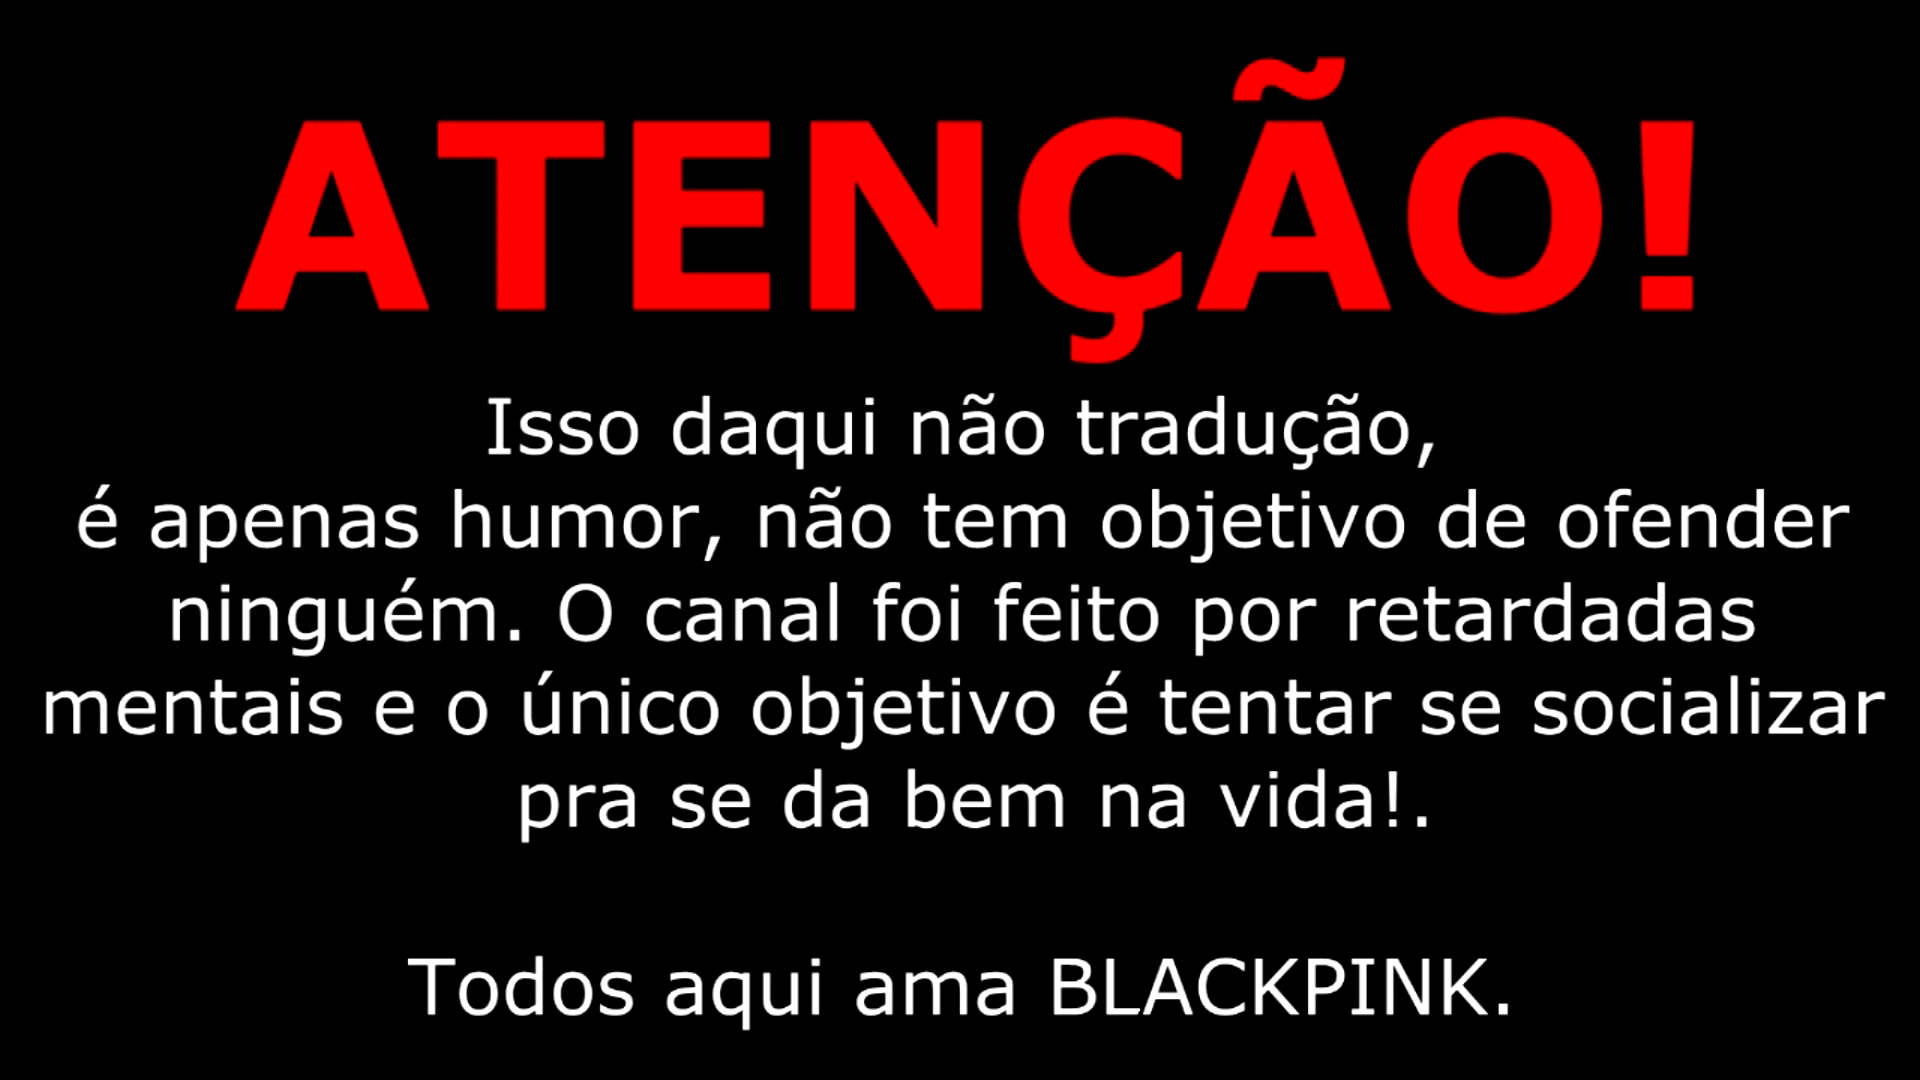 ATENÇÃO!
Isso daqui não tradução,
é apenas humor, não tem objetivo de ofender
ninguém. O canal foi feito por retardadas
mentais e o único objetivo é tentar se socializar
pra se da bem na vida!.
Todos aqui ama BLACKPINK.